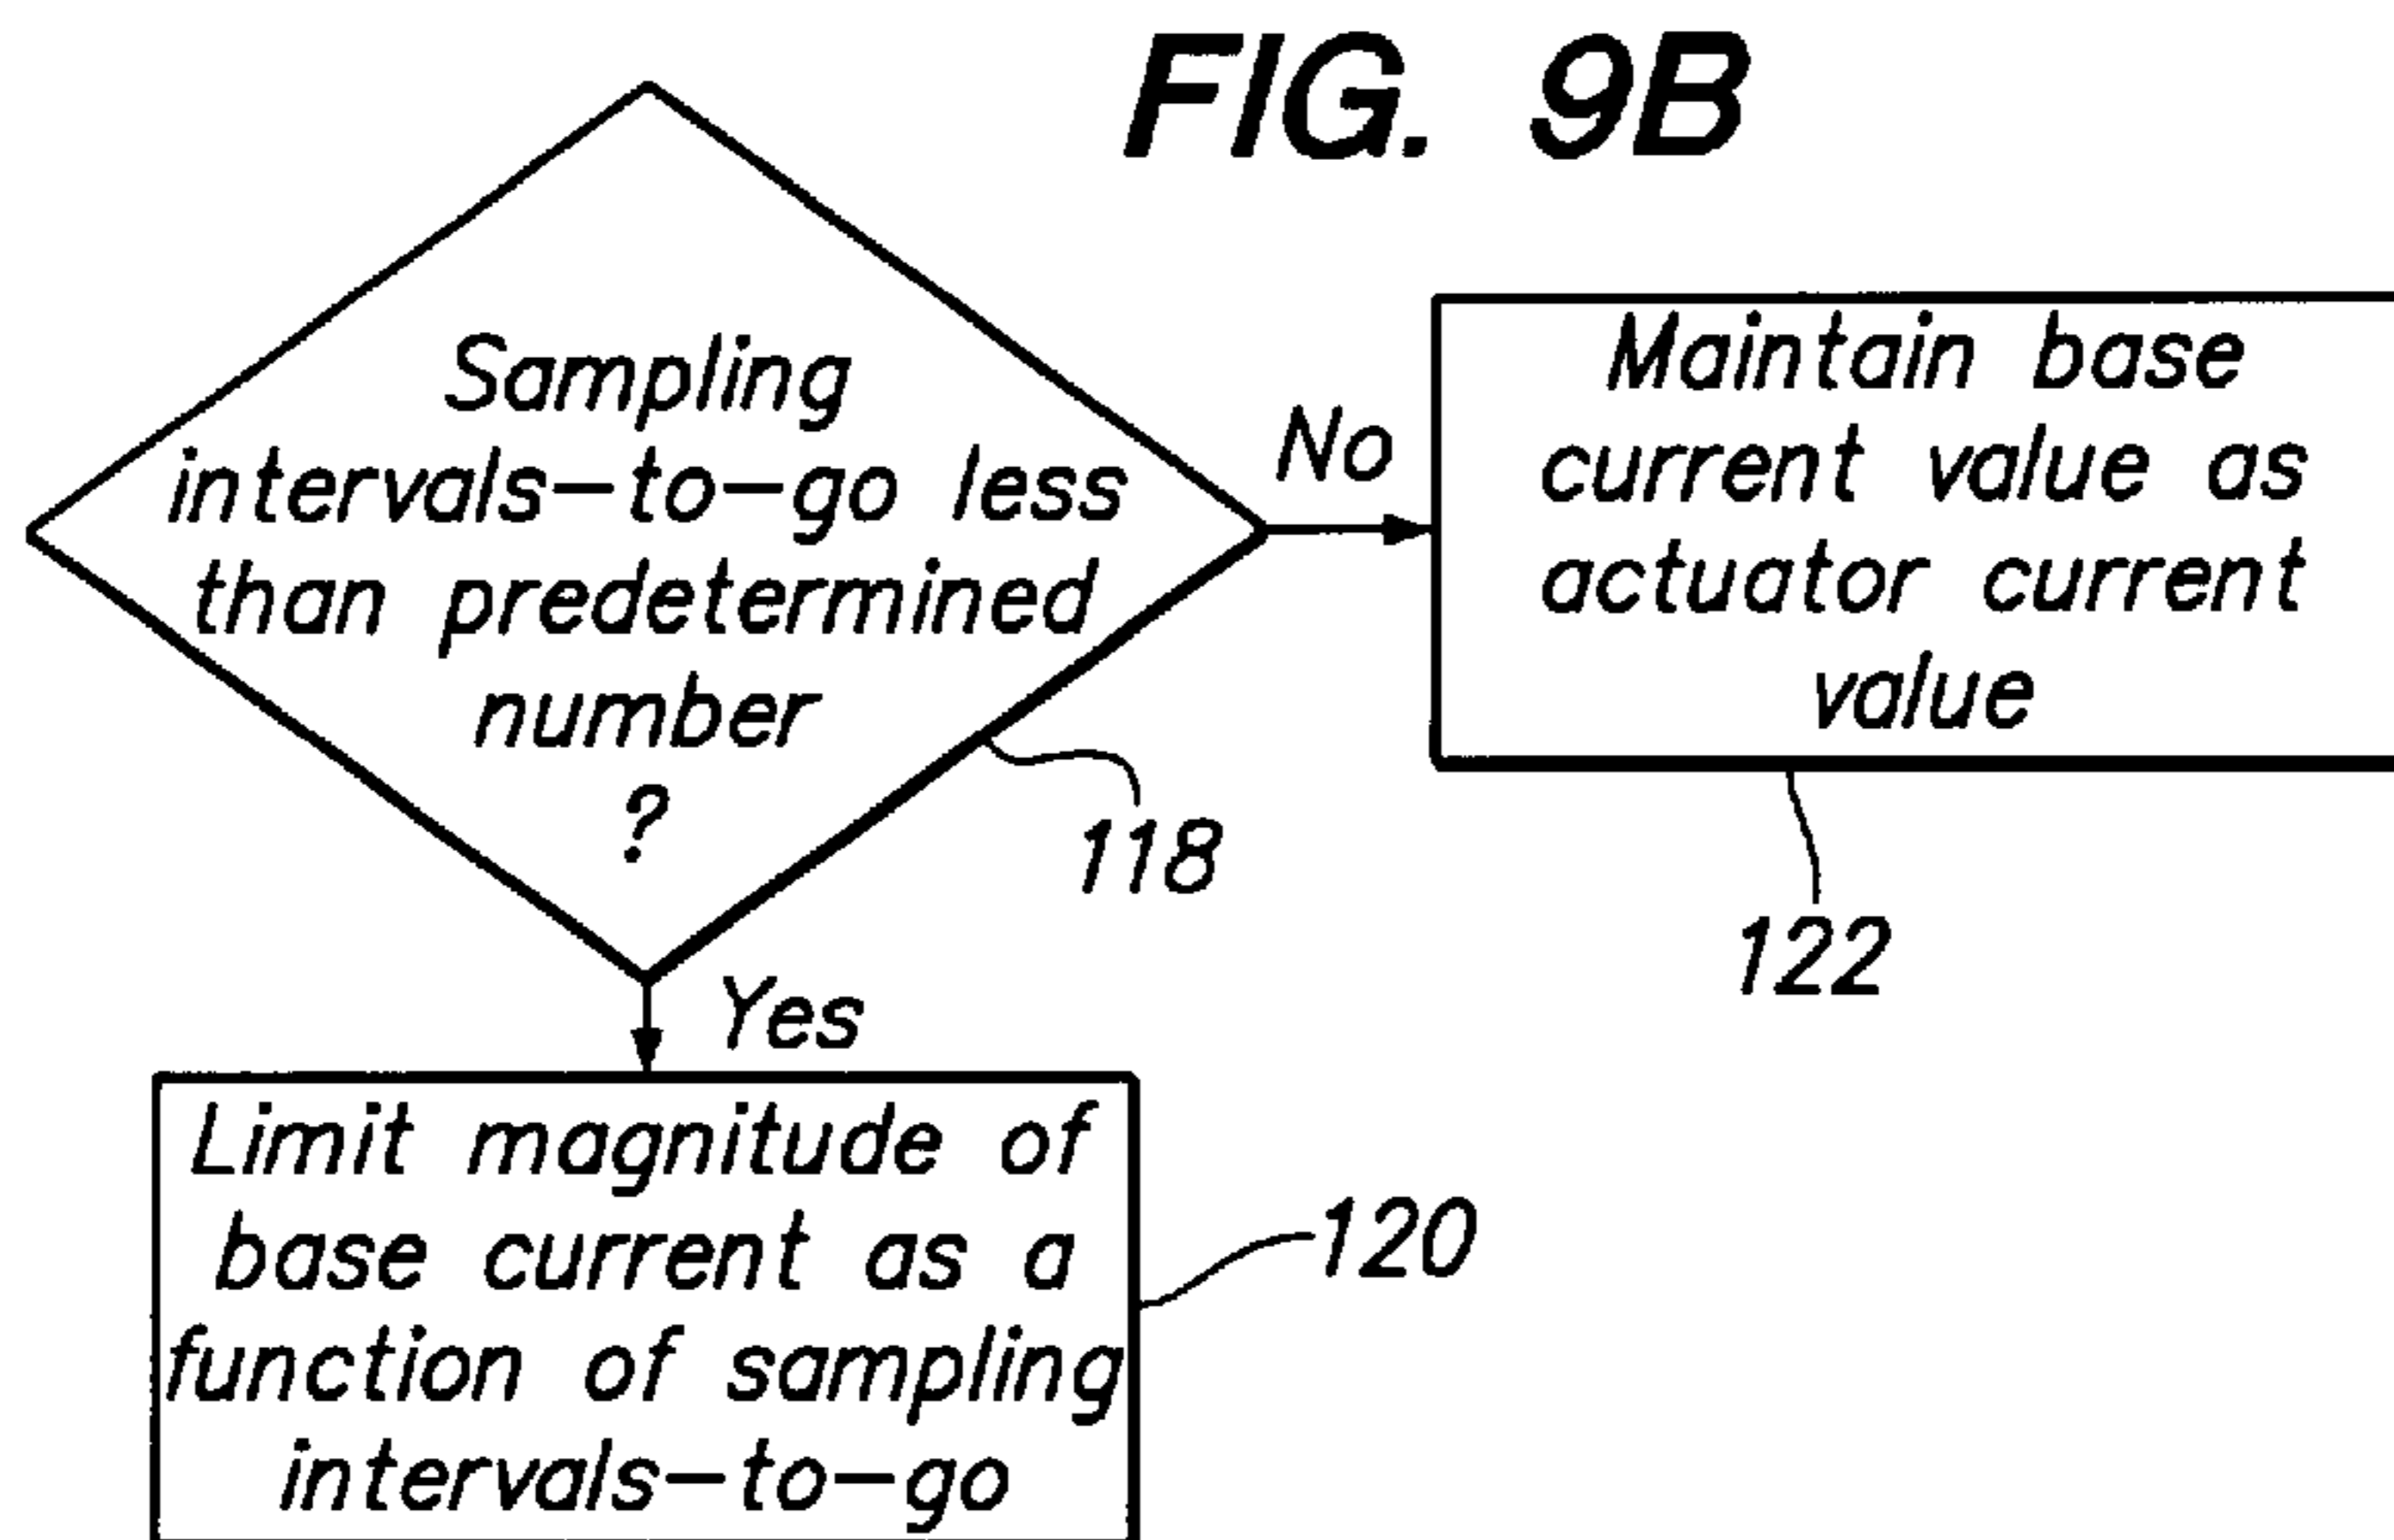 FIG. 9B
Sampling
intervals-to-go less
than predetermined
number
?
118
No
Maintain base
current value as
actuator current
value
122
Yes
Limit magnitude of
base current as a
function of sampling
intervals-to-go
120